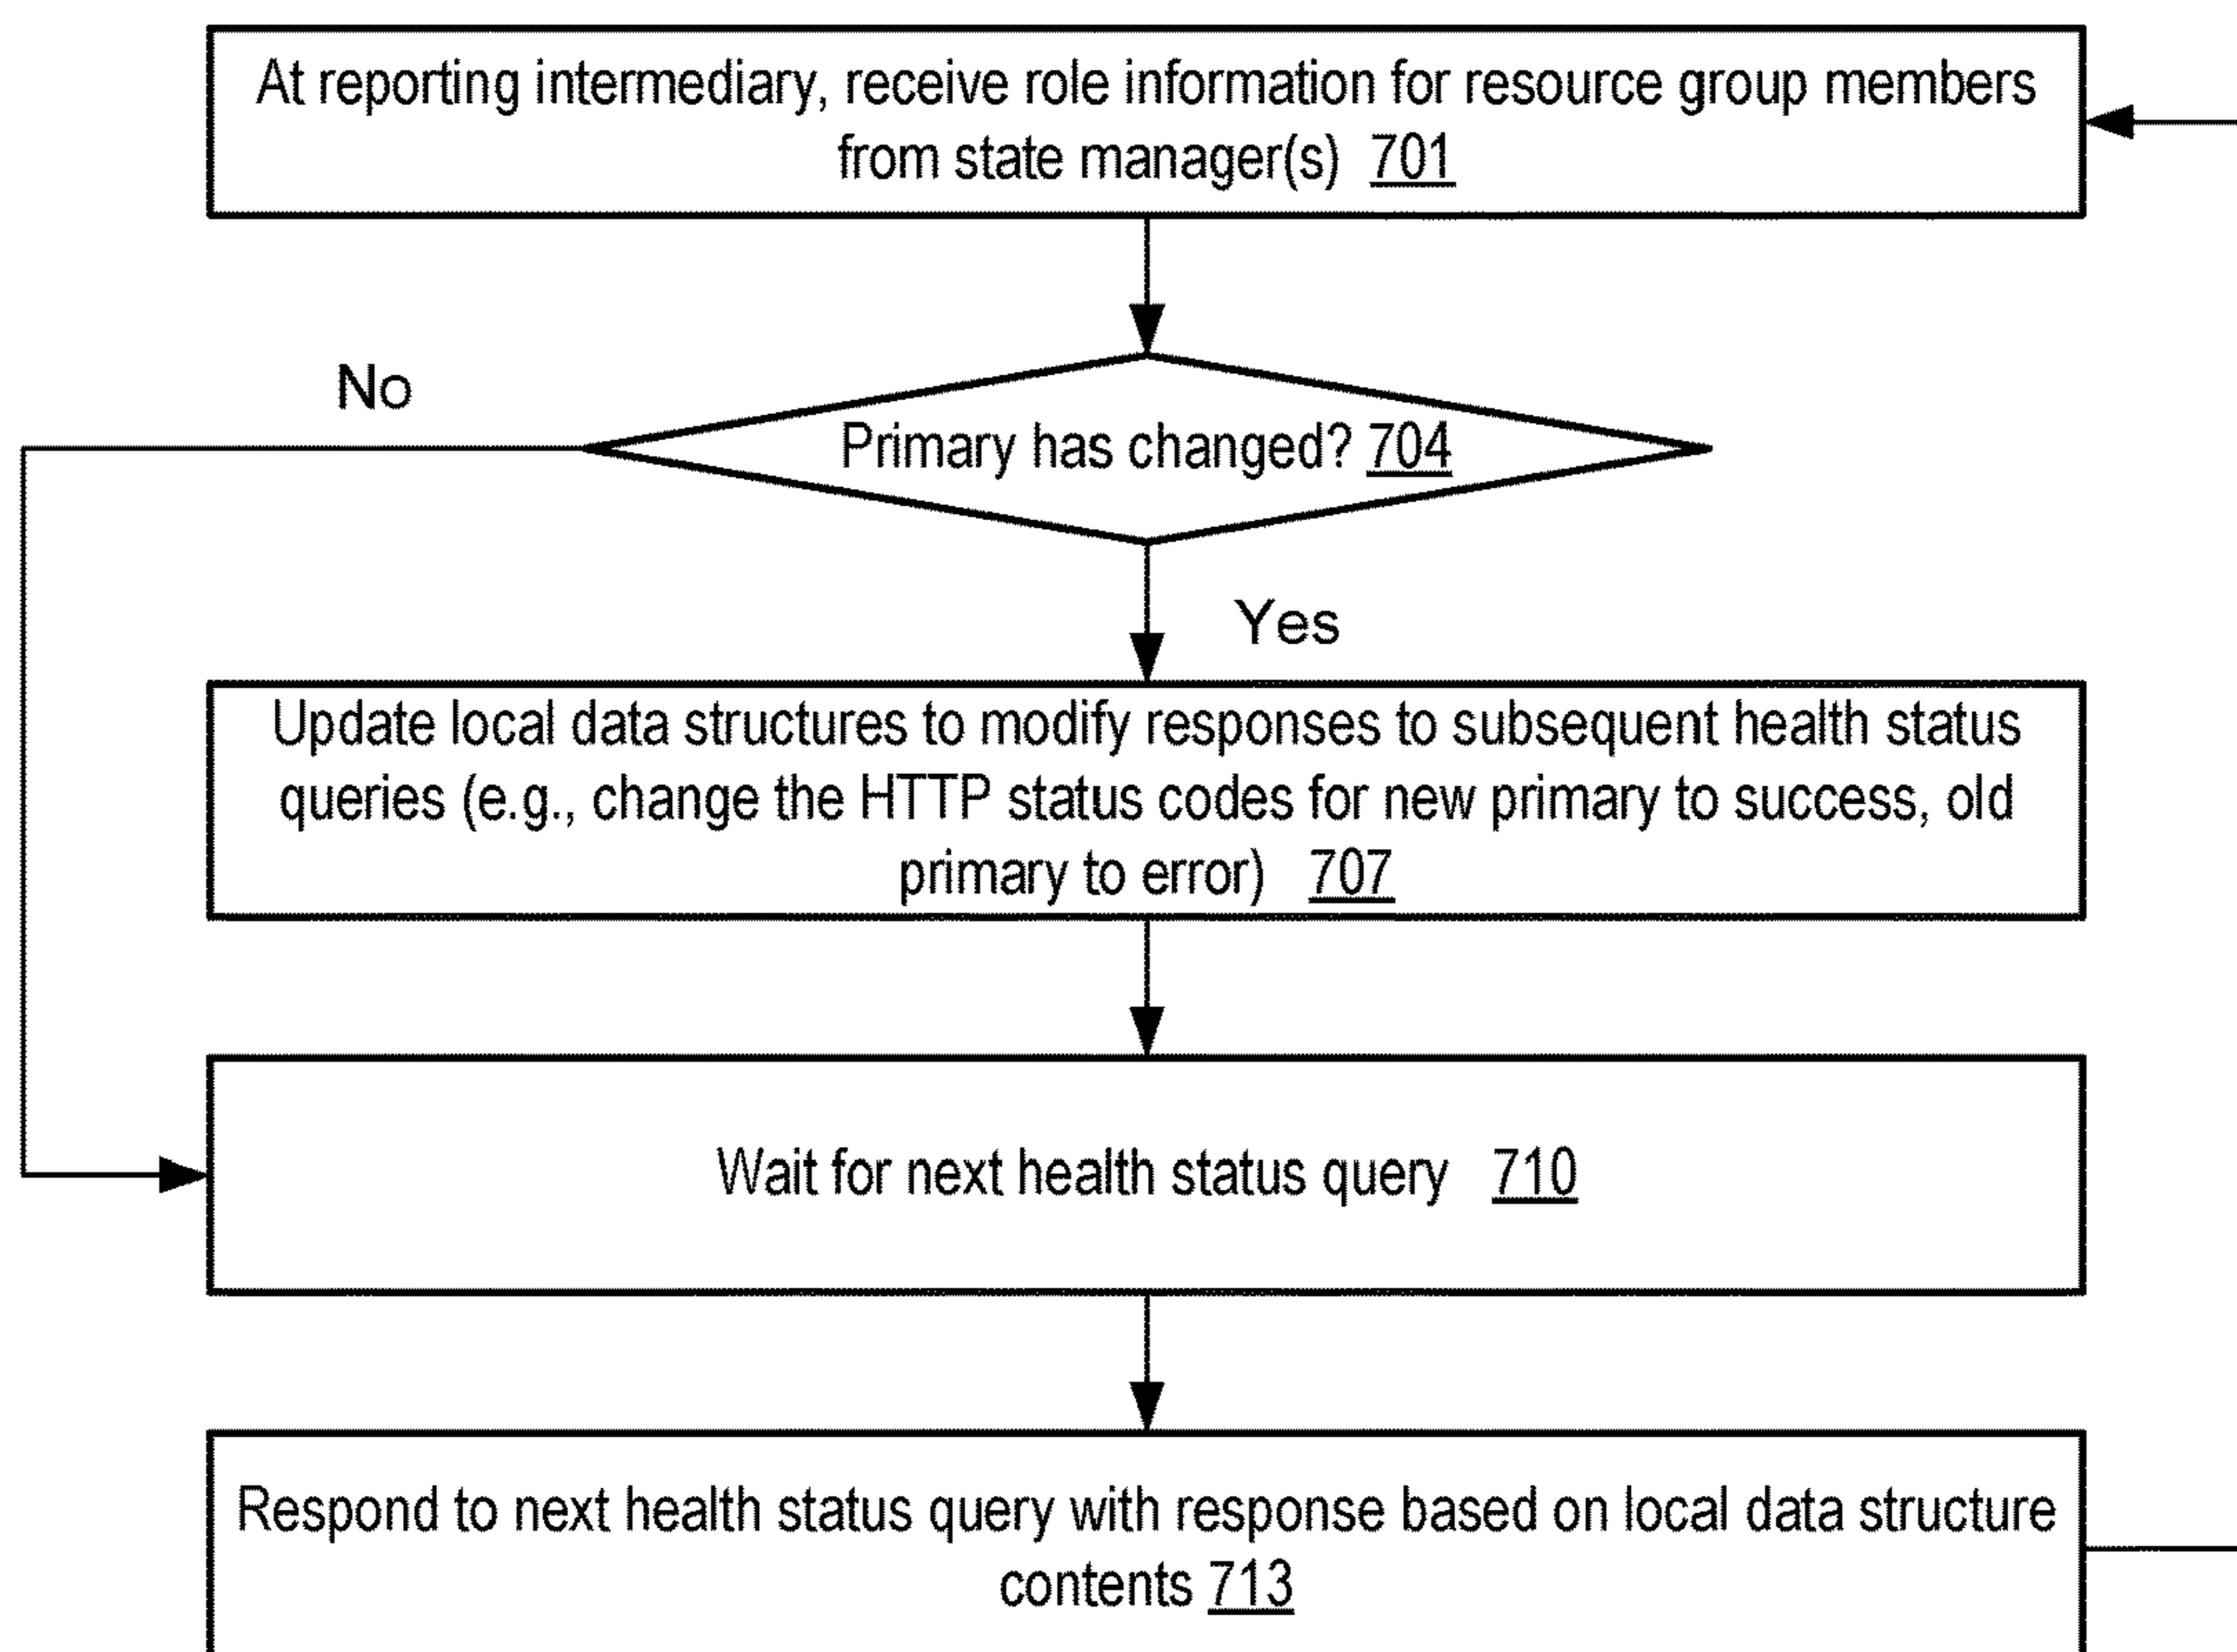 At reporting intermediary, receive role information for resource group members
from state manager(s) 701
No
Primary has changed? 704
Yes
Update local data structures to modify responses to subsequent health status
queries (e.g., change the HTTP status codes for new primary to success, old
primary to error) 707
Wait for next health status query 710
Respond to next health status query with response based on local data structure
contents 713